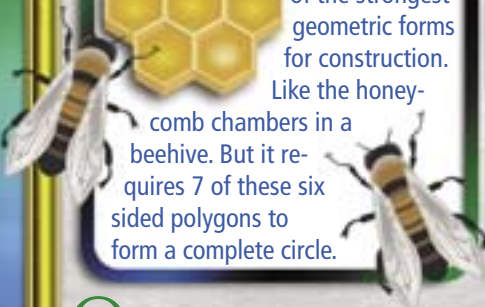 of the strongest
geometric forms
for construction.
Like the honey-
comb chambers in a
beehive. But it re-
quires 7 of these six
sided polygons to
form a complete circle.